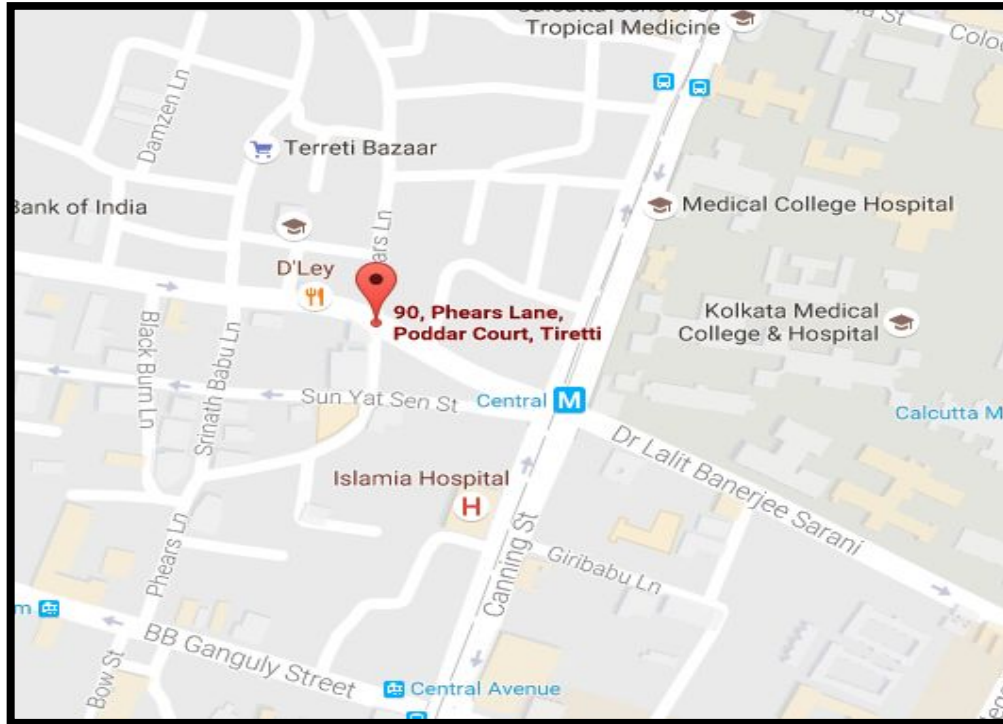 Tropical Medicine
Damzen Ln
Terreti Bazaar
Bank of India
Medical College Hospital
D'Ley
90, Phears Lane,
Poddar Court, Tiretti
Kolkata Medical
College & Hospital
Black Burn Ln
Srinath Babu Ln
Sun Yat Sen St
Central
M
Calcutta M
Dr Lalit Banerjee Sarani
Islamia Hospital
H
Phears Ln
Canning St
Giribabu Ln
BB Ganguly Street
Bow St
Central Avenue